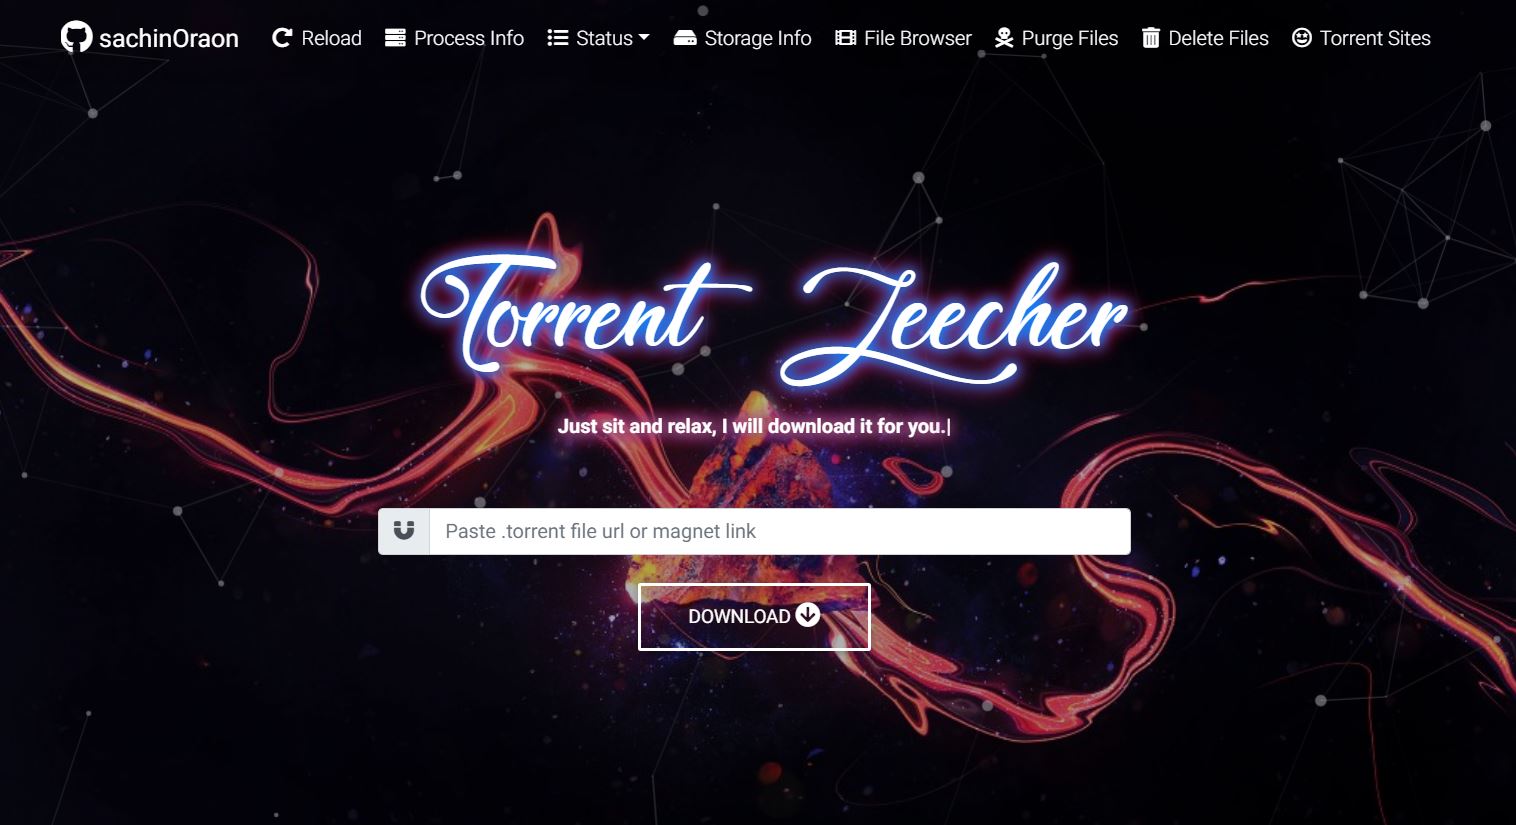 sachinOraon Reload Process Info Status Storage Info File Browser Purge Files Delete Files Torrent Sites
Torrent Leecher
Just sit and relax, I will download it for you.|
Paste .torrent file url or magnet link
DOWNLOAD